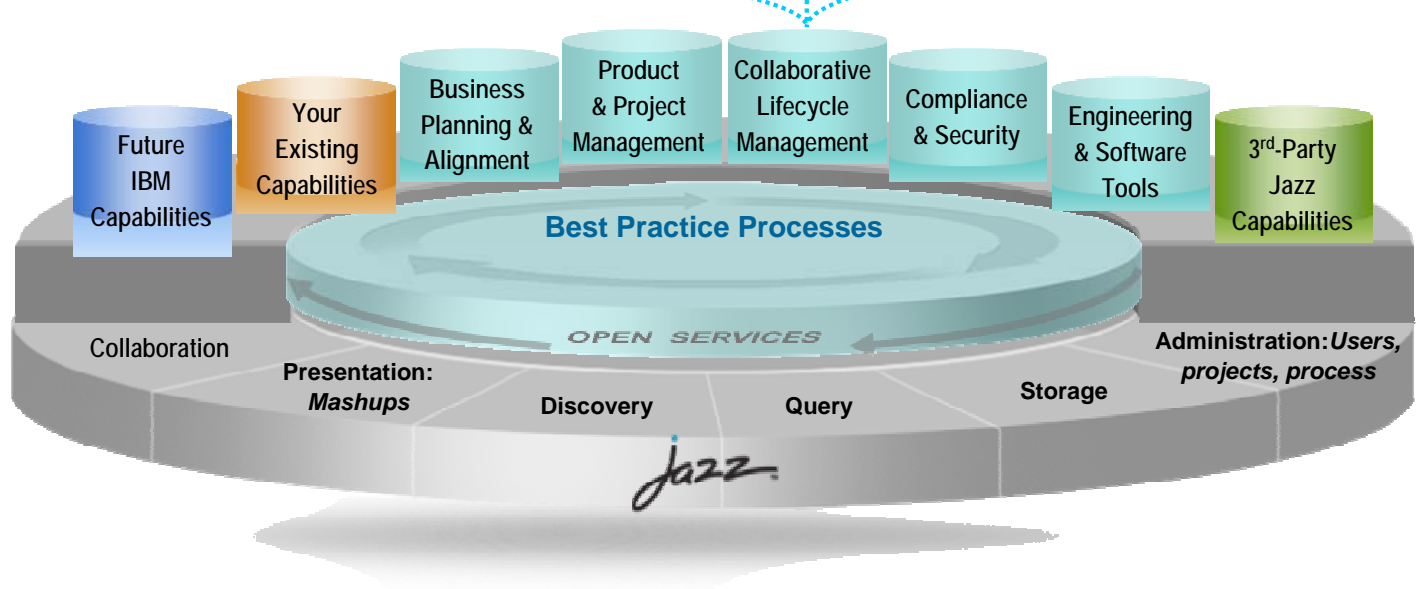 Future
IBM
Capabilities
Your
Existing
Capabilities
Business
Planning &
Alignment
Product
& Project
Management
Collaborative
Lifecycle
Management
Compliance
& Security
Engineering
& Software
Tools
3rd-Party
Jazz
Capabilities
Best Practice Processes
OPEN SERVICES
Collaboration
Presentation:
Mashups
Discovery
Query
Storage
Administration: Users,
projects, process
jazz